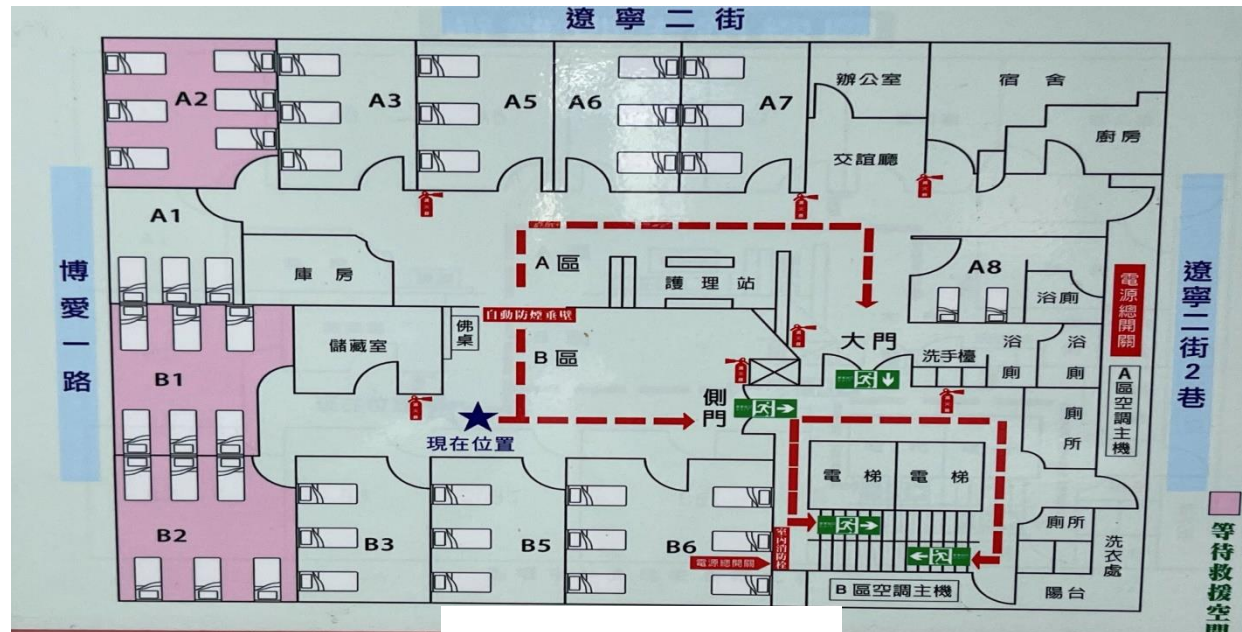 遼寧二街
A2
A3
A5
A6
A7
辦公室
宿舍
廚房
交誼廳
A1
庫房
A區
護理站
A8
浴廁
電源總開關
博愛一路
遼寧二街2巷
自動防煙垂壁
佛桌
B區
儲藏室
大門
洗手檯
浴廁
浴廁
A區空調主機
B1
側門
現在位置
廁所
電梯
電梯
B2
B3
B5
B6
電源總開關
室內消防栓
廁所
洗衣處
B區空調主機
陽台
等待救援空間